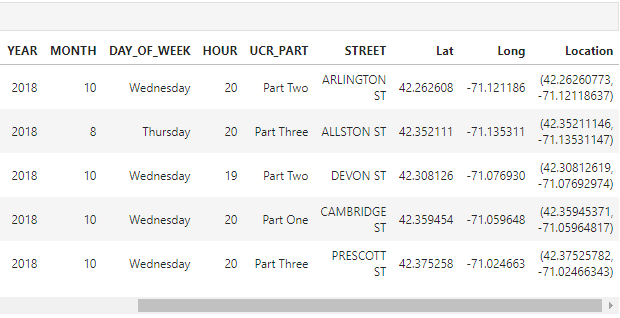 YEAR MONTH DAY_OF_WEEK HOUR UCR_PART STREET Lat Long Location
2018 10 Wednesday 20 Part Two ARLINGTON ST 42.262608 -71.121186 (42.26260773, -71.12118637)
2018 8 Thursday 20 Part Three ALLSTON ST 42.352111 -71.135311 (42.35211146, -71.13531147)
2018 10 Wednesday 19 Part Two DEVON ST 42.308126 -71.076930 (42.30812619, -71.07692974)
2018 10 Wednesday 20 Part One CAMBRIDGE ST 42.359454 -71.059648 (42.35945371, -71.05964817)
2018 10 Wednesday 20 Part Three PRESCOTT ST 42.375258 -71.024663 (42.37525782, -71.02466343)